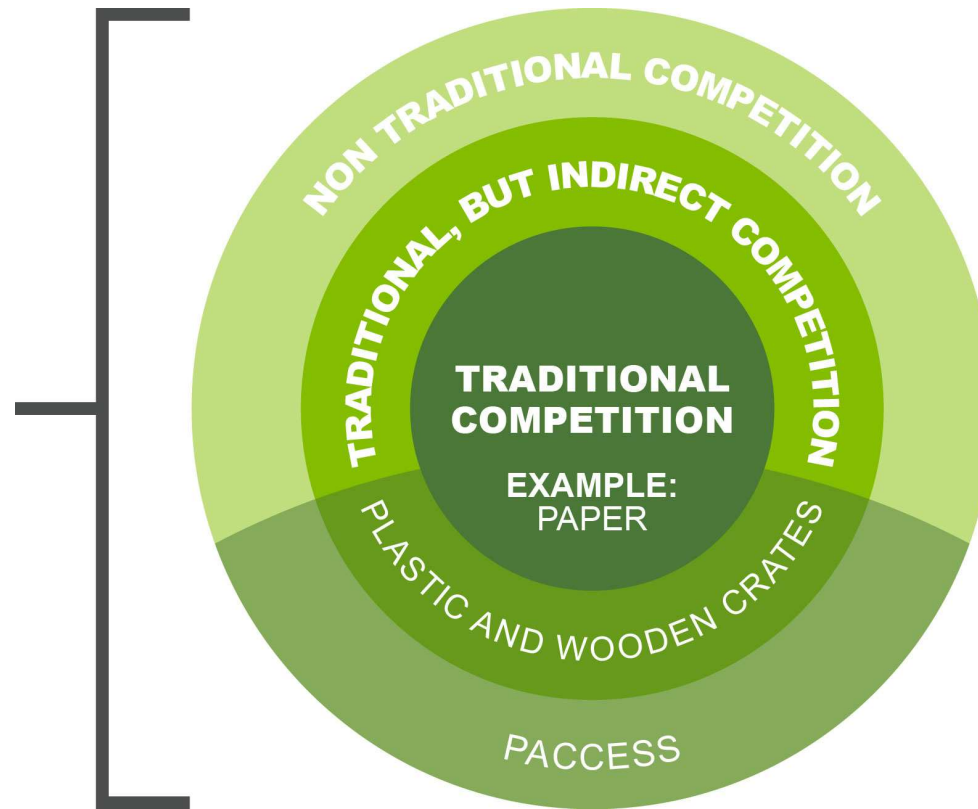 NON TRADITIONAL COMPETITION
TRADITIONAL, BUT INDIRECT COMPETITION
TRADITIONAL
COMPETITION
EXAMPLE:
PAPER
PLASTIC AND WOODEN CRATES
PACCESS